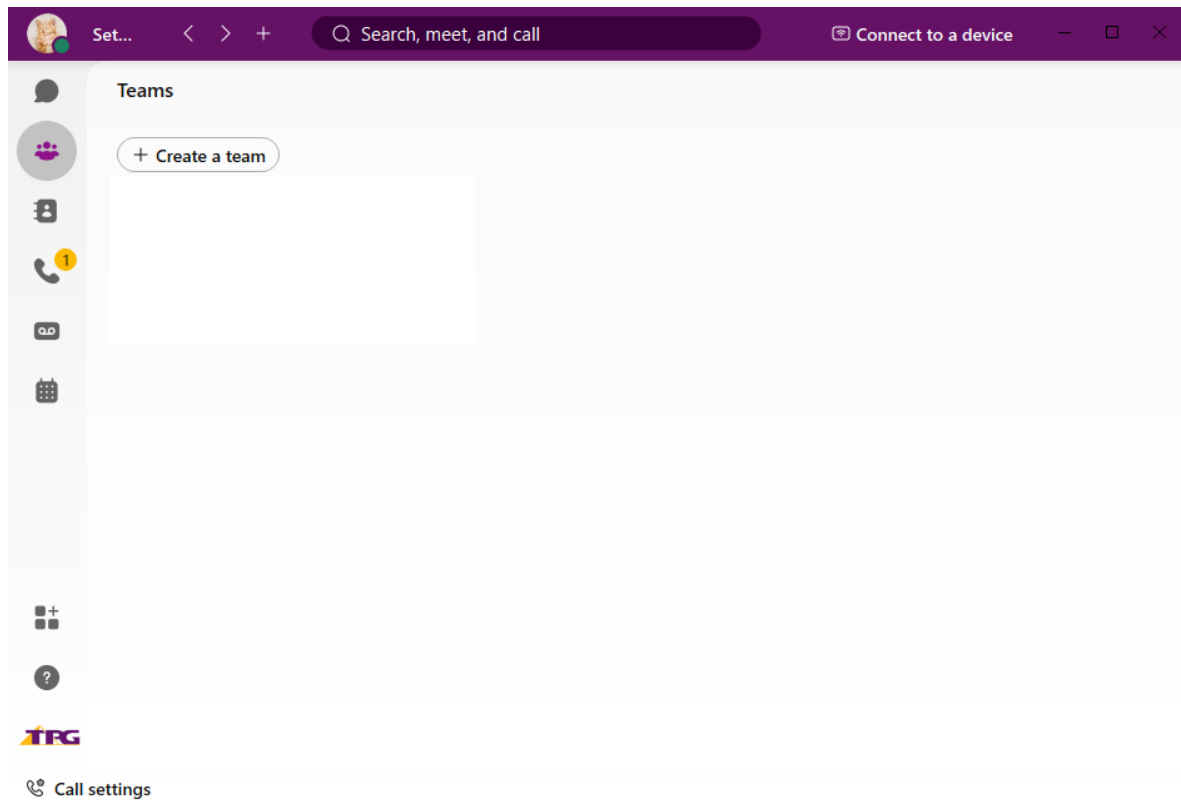 Set... Search, meet, and call Connect to a device
Teams
+ Create a team
1
TPG
Call settings